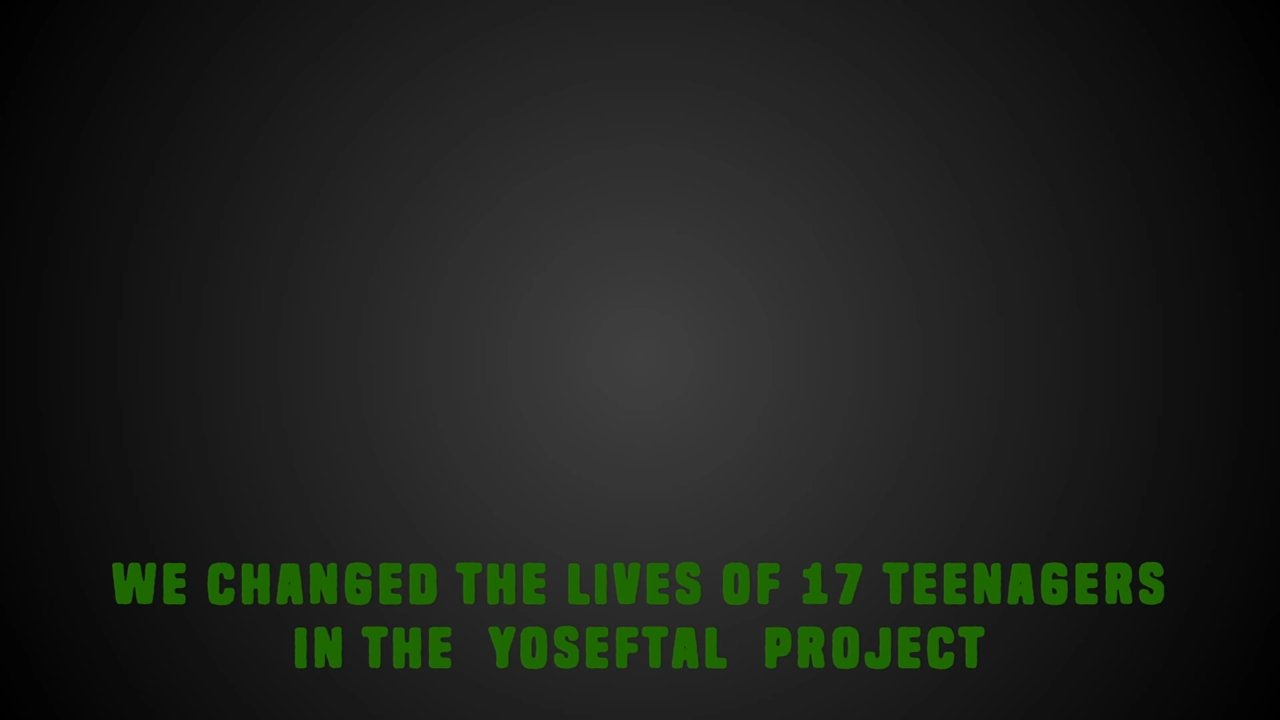 WE CHANGED THE LIVES OF 17 TEENAGERS
IN THE YOSEFTAL PROJECT